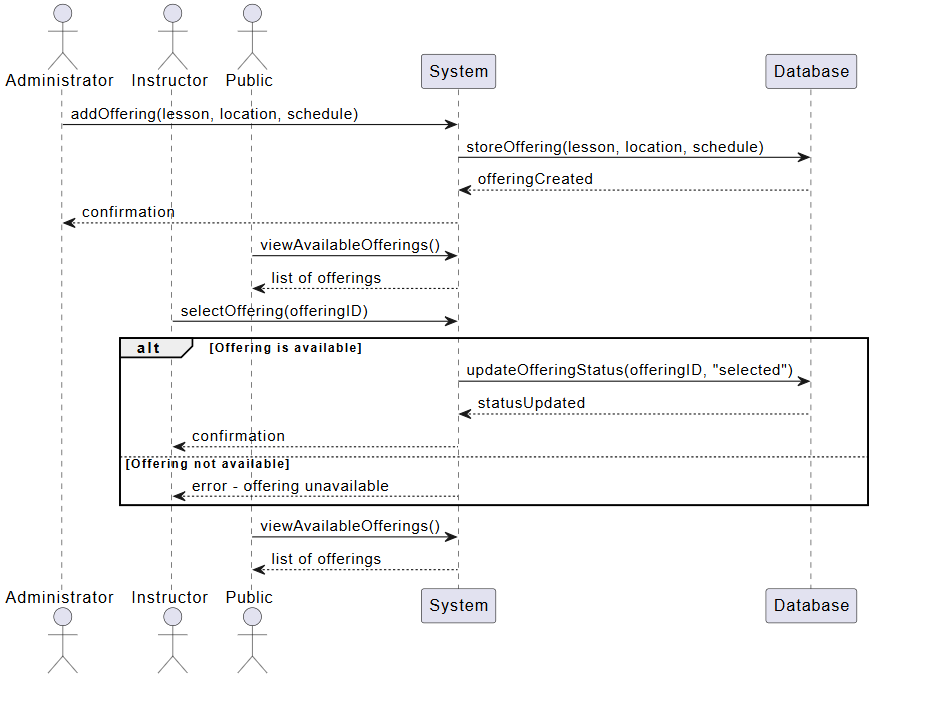 Administrator Instructor Public System Database
addOffering(lesson, location, schedule)
storeOffering(lesson, location, schedule)
offeringCreated
confirmation
viewAvailableOfferings()
list of offerings
selectOffering(offeringID)
alt [Offering is available]
updateOfferingStatus(offeringID, "selected")
statusUpdated
confirmation
[Offering not available]
error - offering unavailable
viewAvailableOfferings()
list of offerings
Administrator Instructor Public System Database